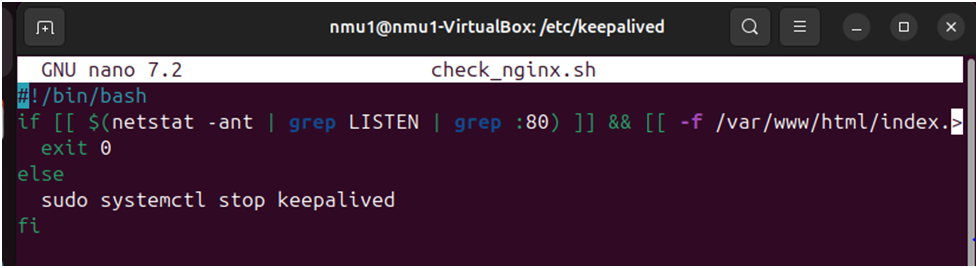 nmu1@nmu1-VirtualBox: /etc/keepalived
GNU nano 7.2 check_nginx.sh
#!/bin/bash
if [[ $(netstat -ant | grep LISTEN | grep :80) ]] && [[ -f /var/www/html/index.>
exit 0
else
sudo systemctl stop keepalived
fi